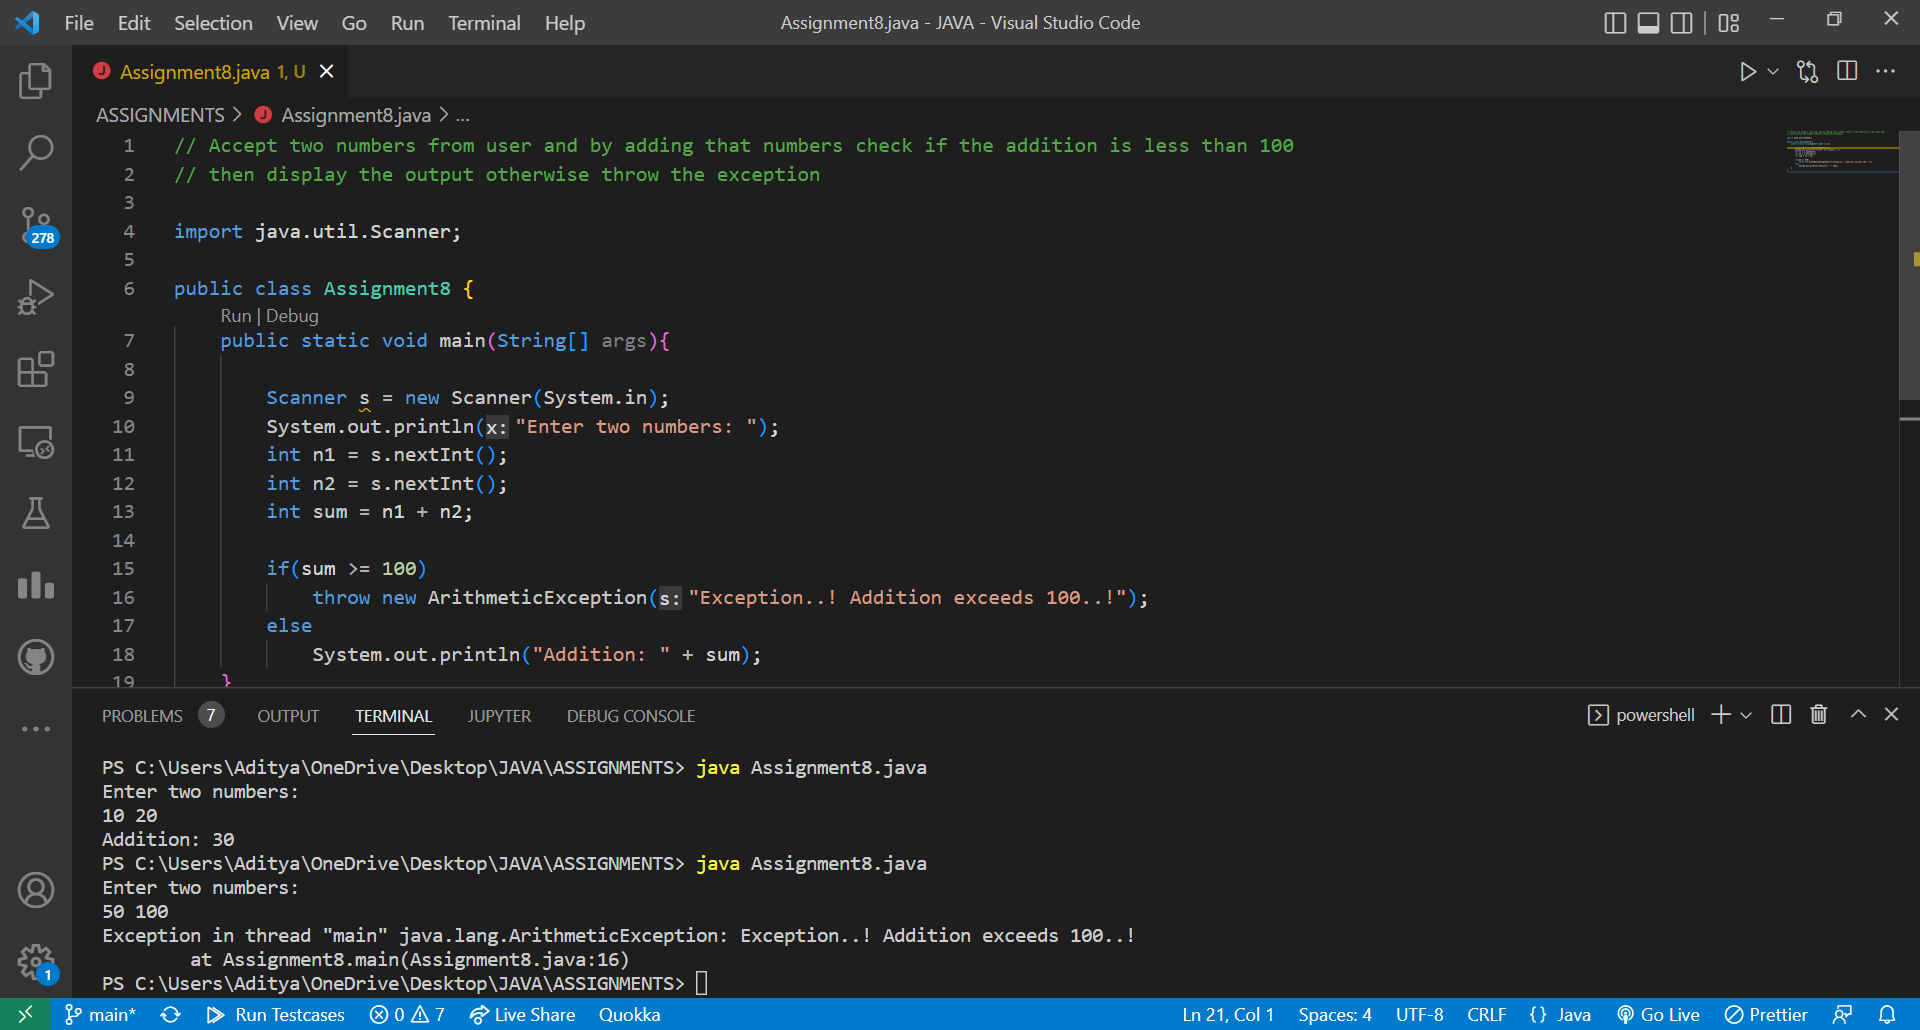 File Edit Selection View Go Run Terminal Help
Assignment8.java - JAVA - Visual Studio Code
J Assignment8.java 1, U
ASSIGNMENTS > J Assignment8.java > ...
1 // Accept two numbers from user and by adding that numbers check if the addition is less than 100
2 // then display the output otherwise throw the exception
3
4 import java.util.Scanner;
5
6 public class Assignment8 {
Run | Debug
7 public static void main(String[] args){
8
9 Scanner s = new Scanner(System.in);
10 System.out.println(x: "Enter two numbers: ");
11 int n1 = s.nextInt();
12 int n2 = s.nextInt();
13 int sum = n1 + n2;
14
15 if(sum >= 100)
16 throw new ArithmeticException(s: "Exception..! Addition exceeds 100..!");
17 else
18 System.out.println("Addition: " + sum);
19 }
278
1
PROBLEMS 7 OUTPUT TERMINAL JUPYTER DEBUG CONSOLE
powershell
PS C:\Users\Aditya\OneDrive\Desktop\JAVA\ASSIGNMENTS> java Assignment8.java
Enter two numbers:
10 20
Addition: 30
PS C:\Users\Aditya\OneDrive\Desktop\JAVA\ASSIGNMENTS> java Assignment8.java
Enter two numbers:
50 100
Exception in thread "main" java.lang.ArithmeticException: Exception..! Addition exceeds 100..!
at Assignment8.main(Assignment8.java:16)
PS C:\Users\Aditya\OneDrive\Desktop\JAVA\ASSIGNMENTS>
main* Run Testcases 0 7 Live Share Quokka Ln 21, Col 1 Spaces: 4 UTF-8 CRLF {} Java Go Live Prettier